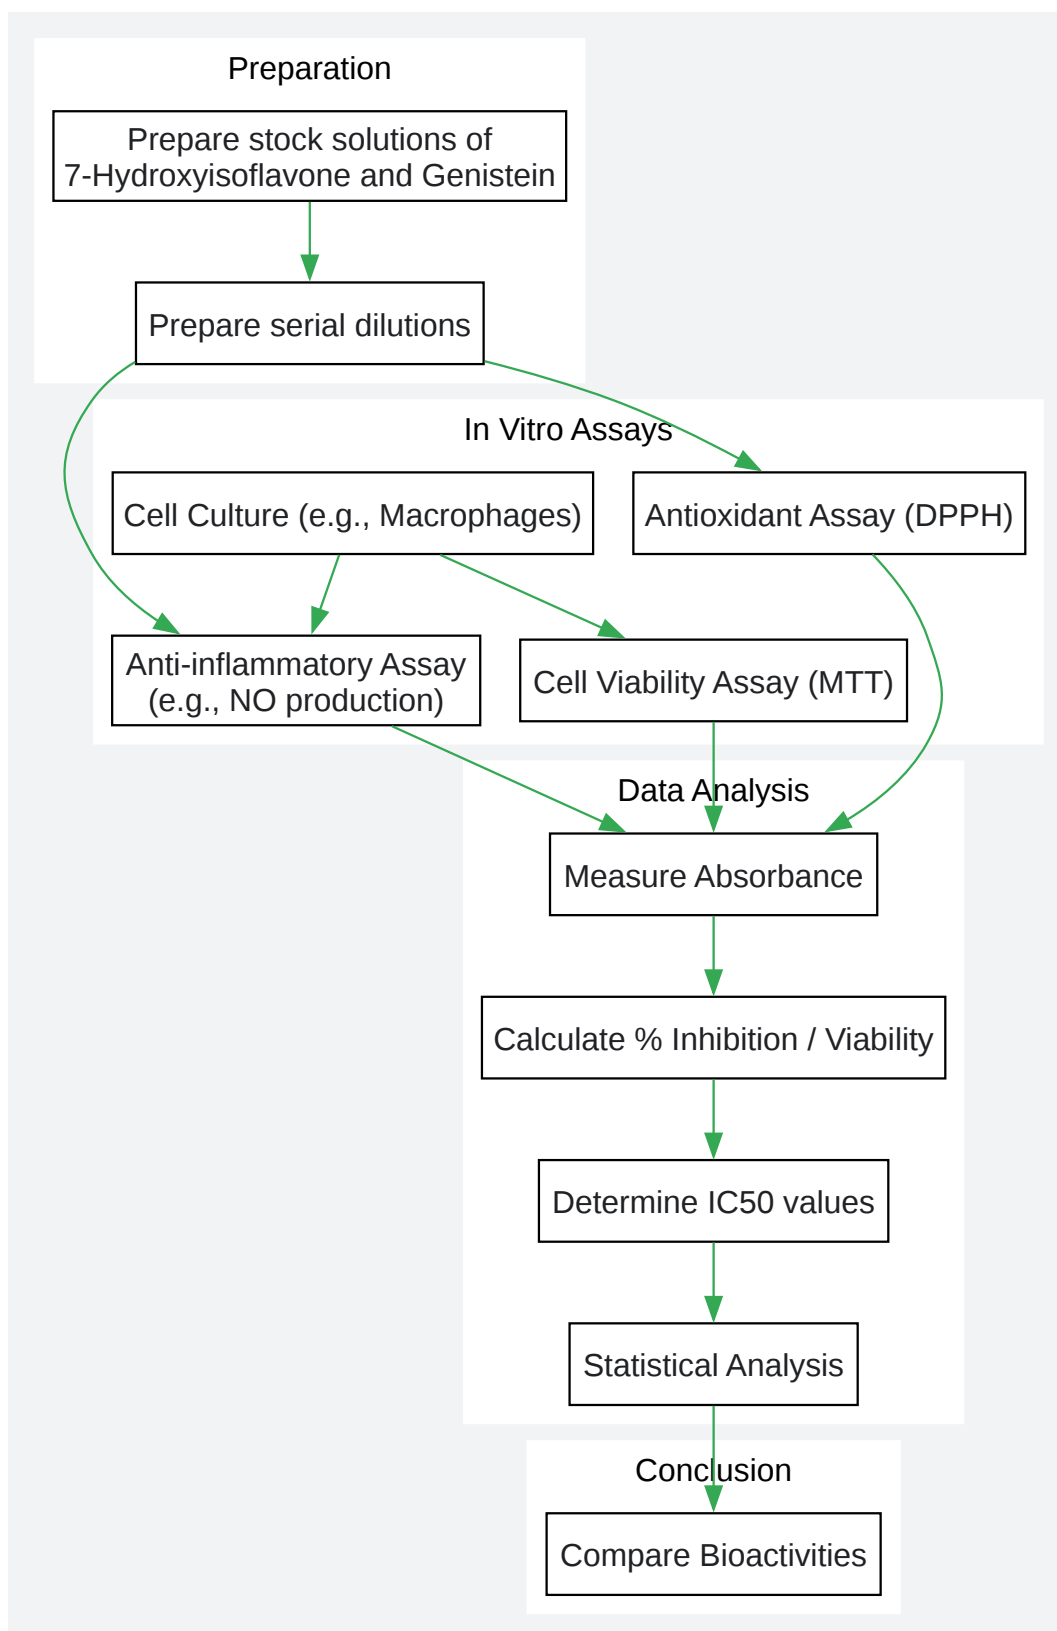 Preparation
Prepare stock solutions of
7-Hydroxyisoflavone and Genistein
Prepare serial dilutions
In Vitro Assays
Cell Culture (e.g., Macrophages)
Antioxidant Assay (DPPH)
Anti-inflammatory Assay
(e.g., NO production)
Cell Viability Assay (MTT)
Data Analysis
Measure Absorbance
Calculate % Inhibition / Viability
Determine IC50 values
Statistical Analysis
Conclusion
Compare Bioactivities